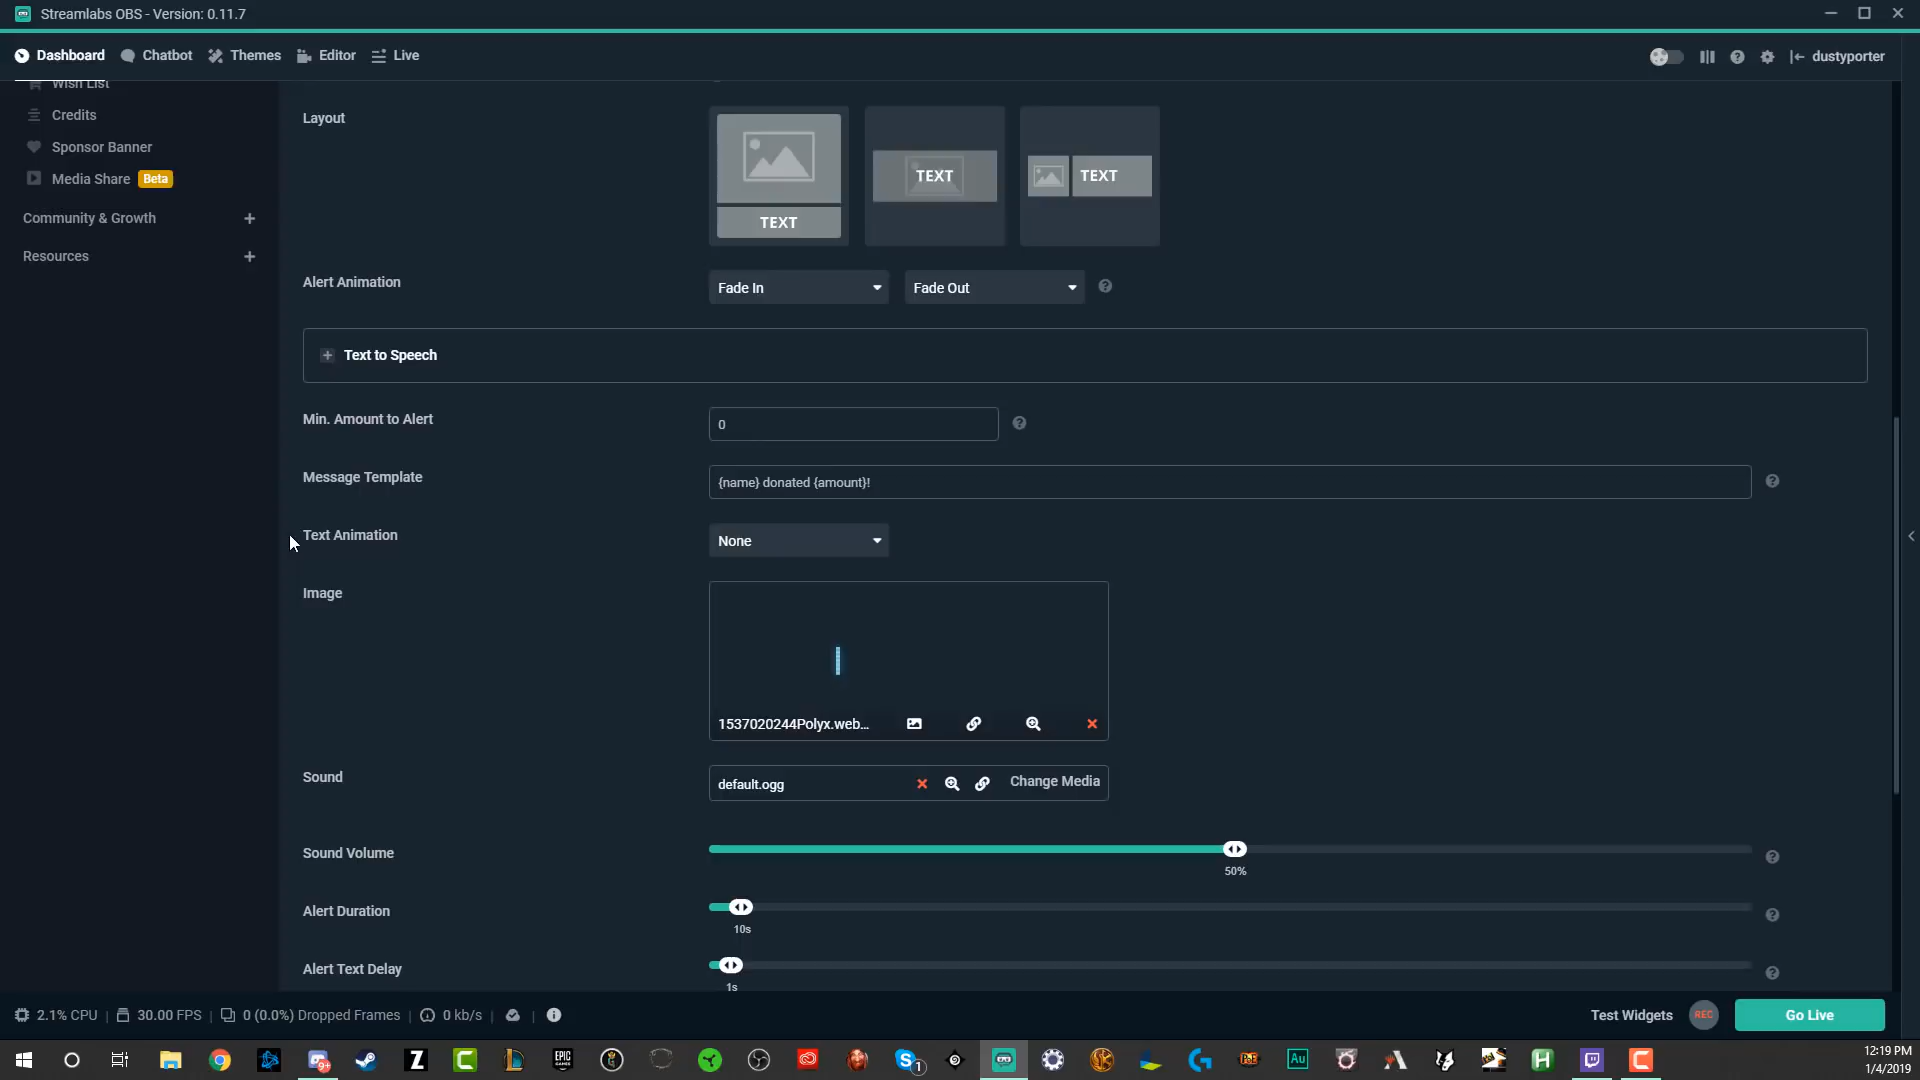 Streamlabs OBS - Version: 0.11.7
Dashboard Chatbot Themes Editor Live dustyporter
Wish List
Credits
Sponsor Banner
Media Share Beta
Community & Growth +
Resources +
Layout
TEXT
TEXT
TEXT
Alert Animation
Fade In Fade Out
+ Text to Speech
Min. Amount to Alert
0
Message Template
{name} donated {amount}!
Text Animation
None
Image
1537020244Polyx.web...
Sound
default.ogg Change Media
Sound Volume
50%
Alert Duration
10s
Alert Text Delay
1s
2.1% CPU | 30.00 FPS | 0 (0.0%) Dropped Frames | 0 kb/s
Test Widgets REC Go Live
12:19 PM
1/4/2019